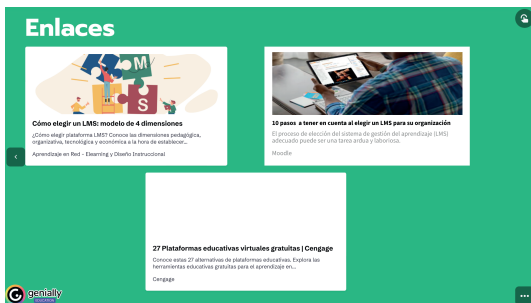 Enlaces
L M
M S
Cómo elegir un LMS: modelo de 4 dimensiones
¿Cómo elegir plataforma LMS? Conoce las dimensiones pedagógica,
organizativa, tecnológica y económica a la hora de establecer...
Aprendizaje en Red - Elearning y Diseño Instruccional
10 pasos a tener en cuenta al elegir un LMS para su organización
El proceso de elección del sistema de gestión del aprendizaje (LMS)
adecuado puede ser una tarea ardua y laboriosa.
Moodle
27 Plataformas educativas virtuales gratuitas | Cengage
Conoce estas 27 alternativas de plataformas educativas. Explora las
herramientas educativas gratuitas para el aprendizaje en...
Cengage
genially